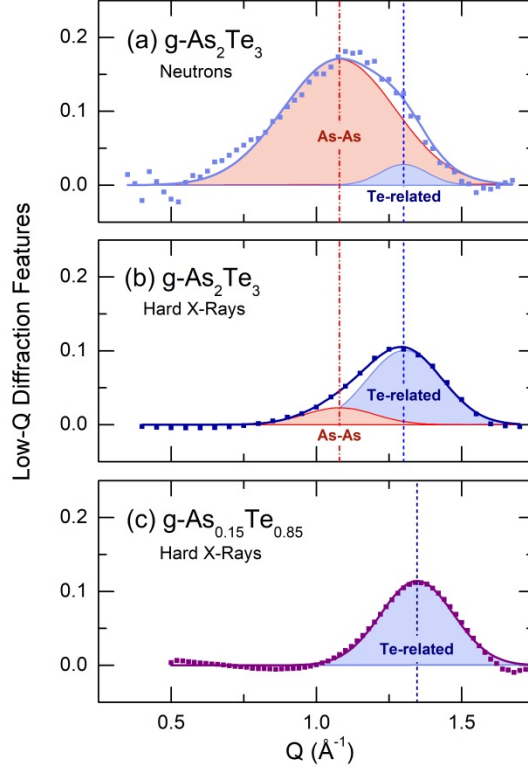 (a) g-As₂Te₃
Neutrons
0.2
0.1
0.0
As-As
Te-related
(b) g-As₂Te₃
Hard X-Rays
0.2
0.1
0.0
Te-related
As-As
(c) g-As₀.₁₅Te₀.₈₅
Hard X-Rays
0.2
0.1
0.0
Te-related
0.5 1.0 1.5
Q (Å⁻¹)
Low-Q Diffraction Features